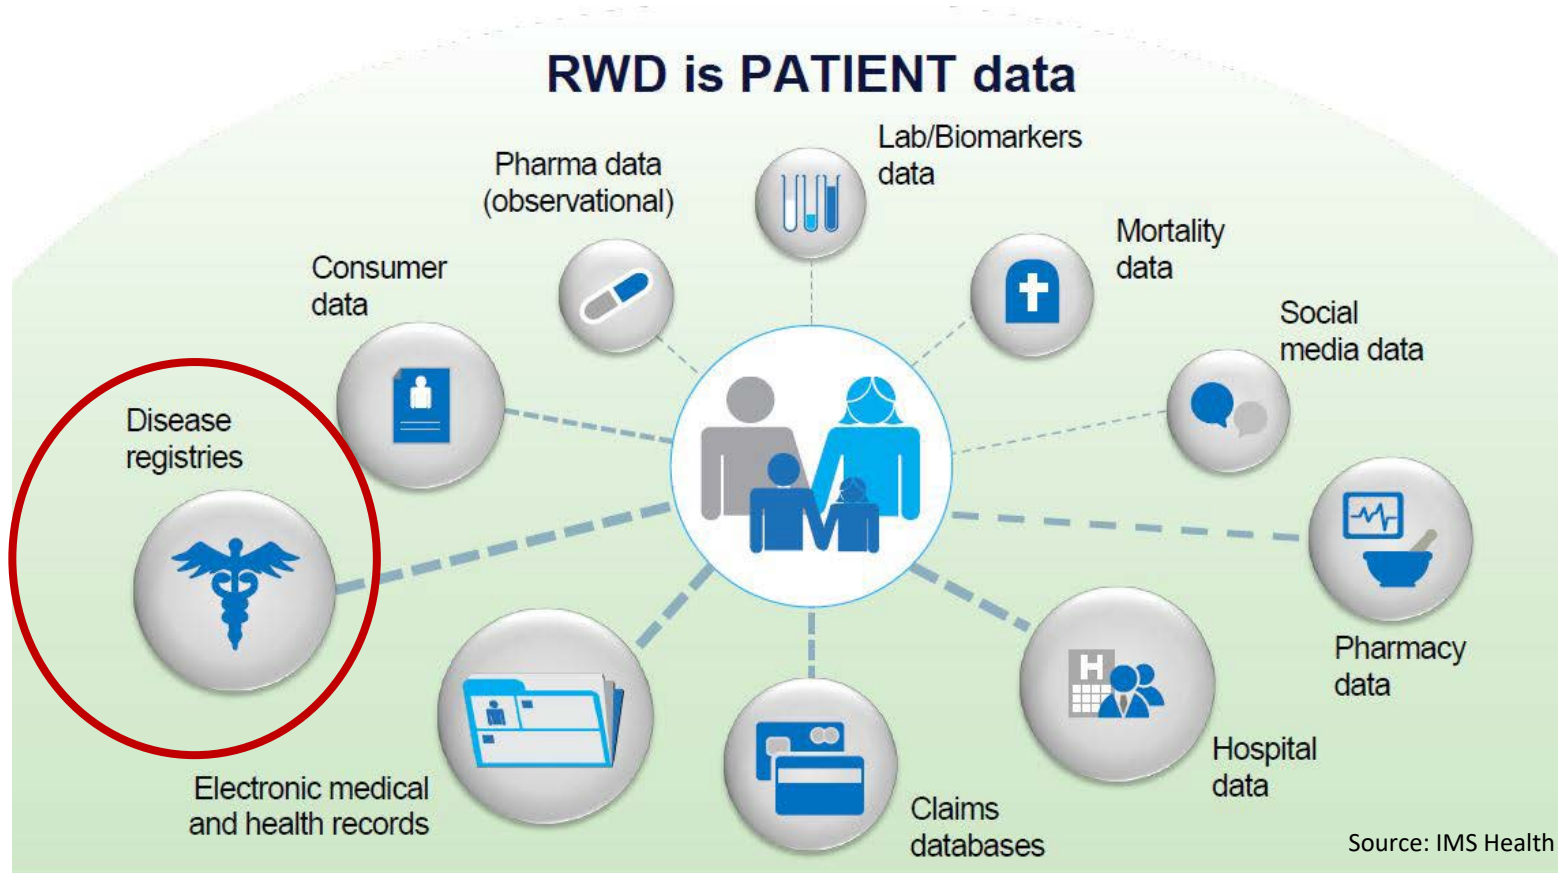 RWD is PATIENT data
Lab/Biomarkers
data
Pharma data
(observational)
Mortality
data
Consumer
data
Social
media data
Disease
registries
H
Pharmacy
data
Hospital
data
Electronic medical
and health records
Claims
databases
Source: IMS Health